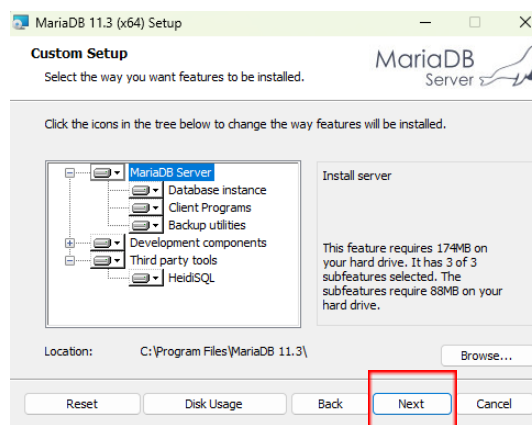 MariaDB 11.3 (x64) Setup
Custom Setup
Select the way you want features to be installed.
MariaDB
Server
Click the icons in the tree below to change the way features will be installed.
MariaDB Server
Database instance
Client Programs
Backup utilities
Development components
Third party tools
HeidiSQL
Install server
This feature requires 174MB on
your hard drive. It has 3 of 3
subfeatures selected. The
subfeatures require 88MB on your
hard drive.
Location: C:\Program Files\MariaDB 11.3\
Browse...
Reset Disk Usage Back Next Cancel